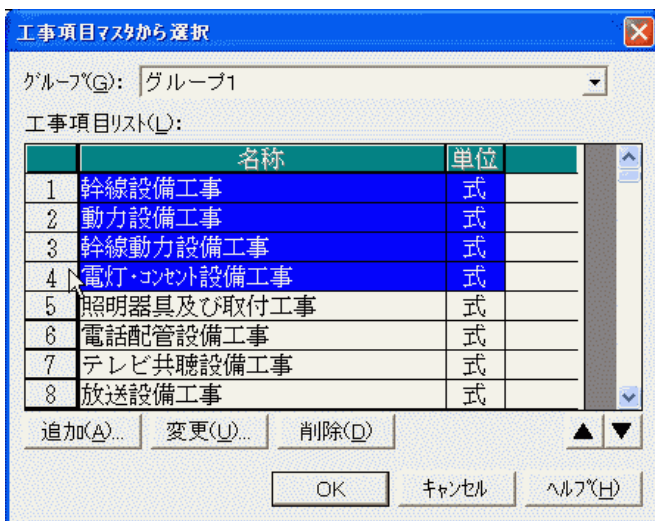 工事項目マスタから選択
グループ(G): グループ1
工事項目リスト(L):
名称 単位
1 幹線設備工事 式
2 動力設備工事 式
3 幹線動力設備工事 式
4 電灯・コンセント設備工事 式
5 照明器具及び取付工事 式
6 電話配管設備工事 式
7 テレビ共聴設備工事 式
8 放送設備工事 式
追加(A)... 変更(U)... 削除(D) ▲ ▼
OK キャンセル ヘルプ(H)